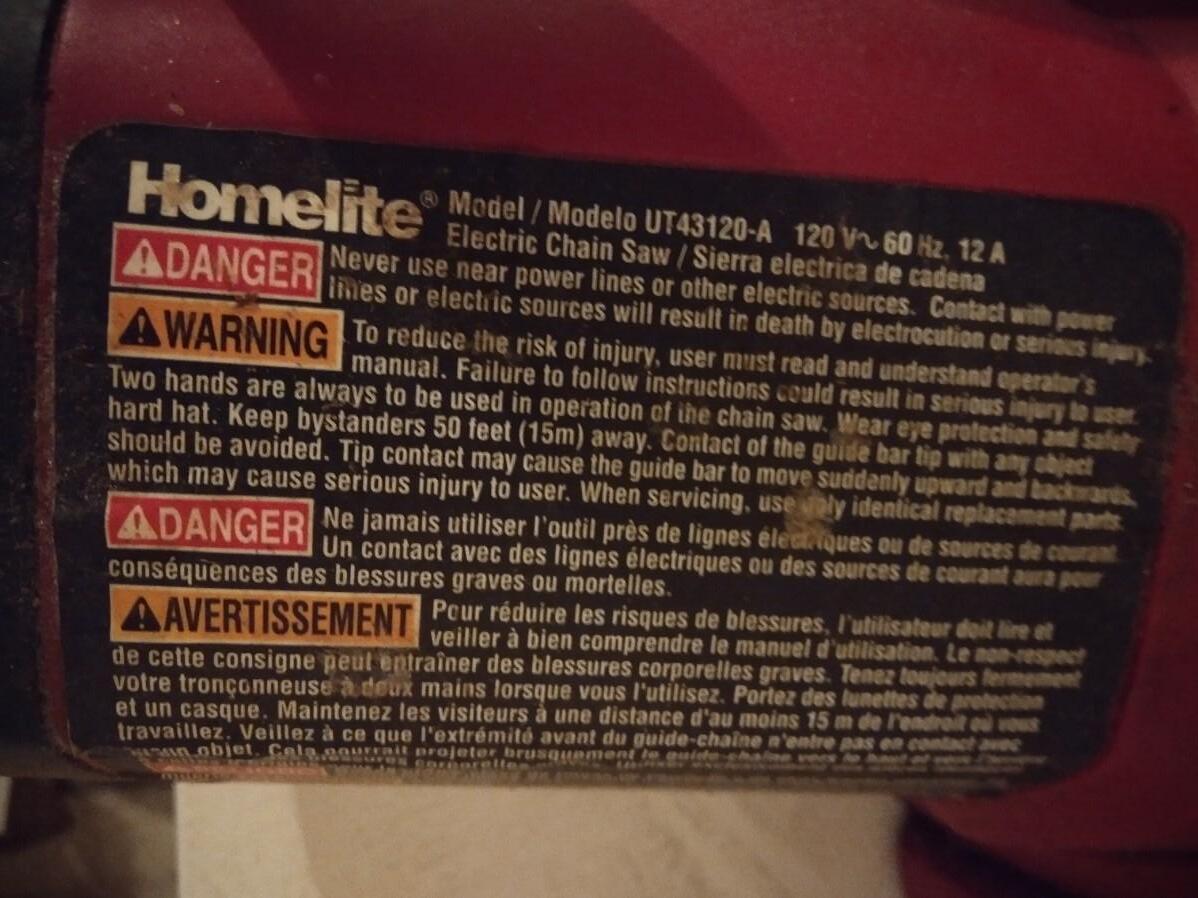 Homelite® Model / Modelo UT43120-A 120 V~ 60 Hz, 12 A
Electric Chain Saw / Sierra electrica de cadena
DANGER Never use near power lines or other electric sources. Contact with power
lines or electric sources will result in death by electrocution or serious injury.
WARNING To reduce the risk of injury, user must read and understand operator's
manual. Failure to follow instructions could result in serious injury to user.
Two hands are always to be used in operation of the chain saw. Wear eye protection and safety
hard hat. Keep bystanders 50 feet (15m) away. Contact of the guide bar tip with any object
should be avoided. Tip contact may cause the guide bar to move suddenly upward and backwards,
which may cause serious injury to user. When servicing, use only identical replacement parts.
DANGER Ne jamais utiliser l'outil près de lignes électriques ou de sources de courant.
Un contact avec des lignes électriques ou des sources de courant aura pour
conséquences des blessures graves ou mortelles.
AVERTISSEMENT Pour réduire les risques de blessures, l'utilisateur doit lire et
veiller à bien comprendre le manuel d'utilisation. Le non-respect
de cette consigne peut entraîner des blessures corporelles graves. Tenez toujours fermement
votre tronçonneuse à deux mains lorsque vous l'utilisez. Portez des lunettes de protection
et un casque. Maintenez les visiteurs à une distance d'au moins 15 m de l'endroit où vous
travaillez. Veillez à ce que l'extrémité avant du guide-chaîne n'entre pas en contact avec
objet. Cela pourrait projeter brusquement le guide-chaîne vers le haut et vers